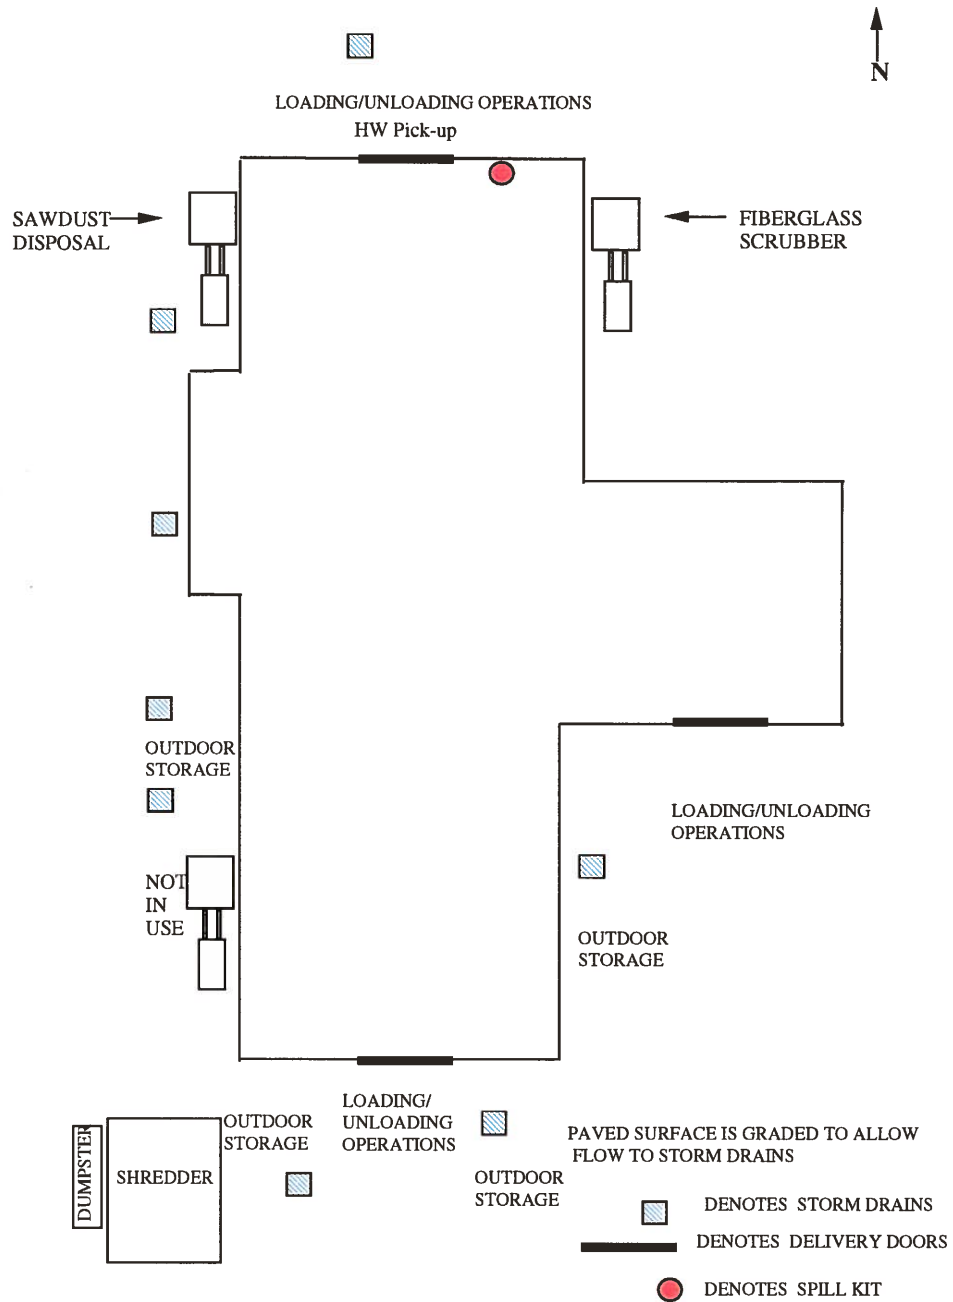 N
LOADING/UNLOADING OPERATIONS
HW Pick-up
SAWDUST
DISPOSAL
FIBERGLASS
SCRUBBER
OUTDOOR
STORAGE
LOADING/UNLOADING
OPERATIONS
NOT
IN
USE
OUTDOOR
STORAGE
DUMPSTER
SHREDDER
OUTDOOR
STORAGE
LOADING/
UNLOADING
OPERATIONS
OUTDOOR
STORAGE
PAVED SURFACE IS GRADED TO ALLOW
FLOW TO STORM DRAINS
DENOTES STORM DRAINS
DENOTES DELIVERY DOORS
DENOTES SPILL KIT